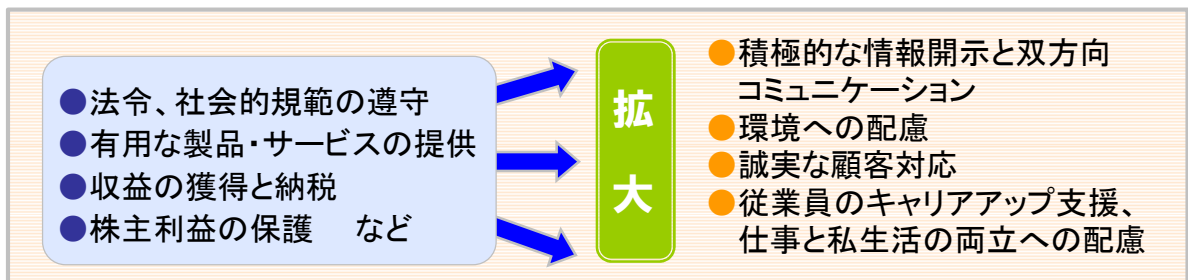 ●法令、社会的規範の遵守
●有用な製品・サービスの提供
●収益の獲得と納税
●株主利益の保護　など
拡
大
●積極的な情報開示と双方向
コミュニケーション
●環境への配慮
●誠実な顧客対応
●従業員のキャリアアップ支援、
仕事と私生活の両立への配慮